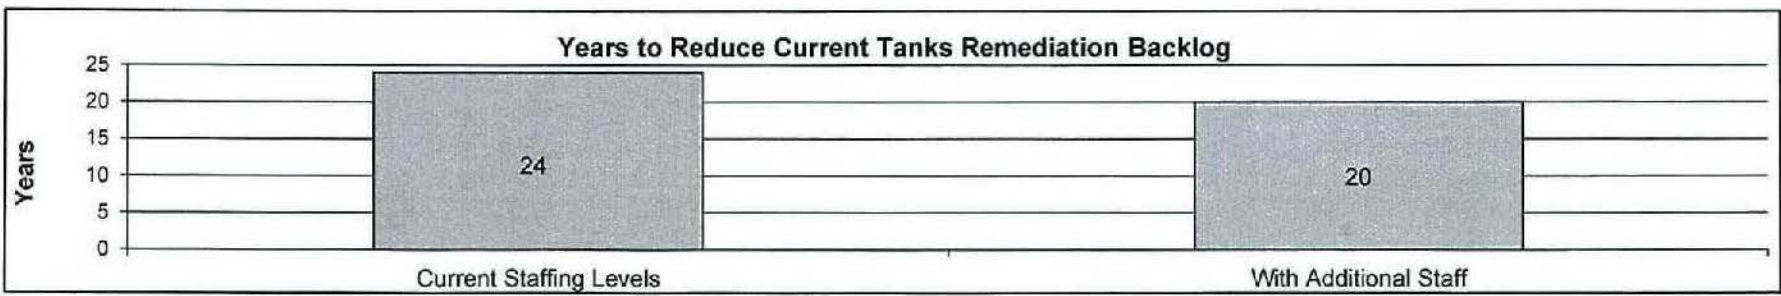 Years to Reduce Current Tanks Remediation Backlog
Years
25
20
15
10
5
0
24
20
Current Staffing Levels
With Additional Staff